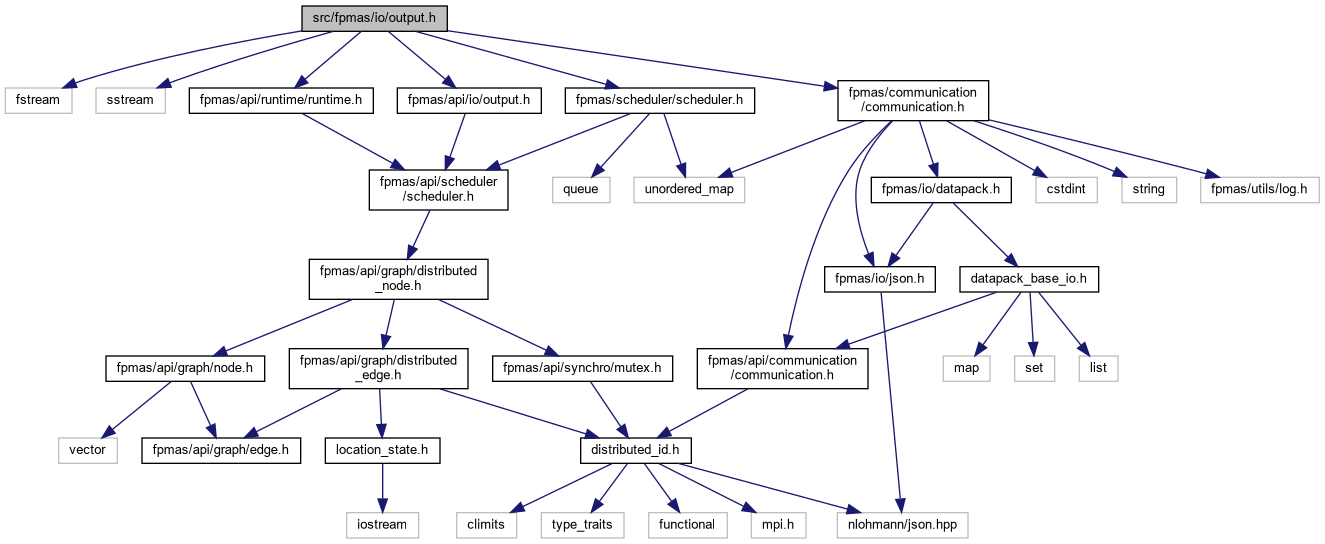 src/fpmas/io/output.h
fstream
sstream
fpmas/api/runtime/runtime.h
fpmas/api/io/output.h
fpmas/scheduler/scheduler.h
fpmas/communication
/communication.h
fpmas/api/scheduler
/scheduler.h
queue
unordered_map
fpmas/io/datapack.h
cstdint
string
fpmas/utils/log.h
fpmas/api/graph/distributed
_node.h
fpmas/io/json.h
datapack_base_io.h
fpmas/api/graph/node.h
fpmas/api/graph/distributed
_edge.h
fpmas/api/synchro/mutex.h
fpmas/api/communication
/communication.h
map
set
list
vector
fpmas/api/graph/edge.h
location_state.h
distributed_id.h
iostream
climits
type_traits
functional
mpi.h
nlohmann/json.hpp